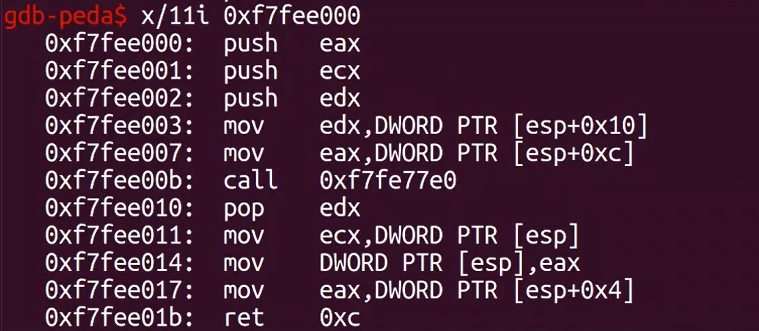 gdb-peda$ x/11i 0xf7fee000
0xf7fee000: push eax
0xf7fee001: push ecx
0xf7fee002: push edx
0xf7fee003: mov edx,DWORD PTR [esp+0x10]
0xf7fee007: mov eax,DWORD PTR [esp+0xc]
0xf7fee00b: call 0xf7fe77e0
0xf7fee010: pop edx
0xf7fee011: mov ecx,DWORD PTR [esp]
0xf7fee014: mov DWORD PTR [esp],eax
0xf7fee017: mov eax,DWORD PTR [esp+0x4]
0xf7fee01b: ret 0xc